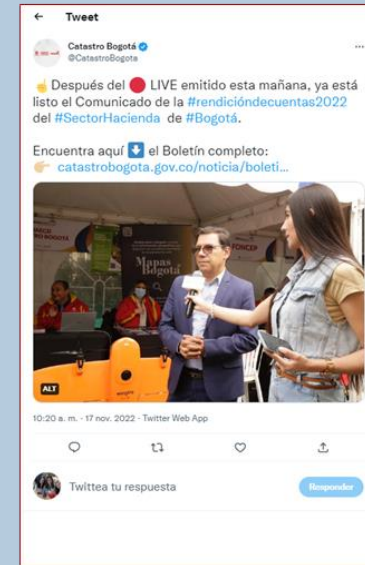 ← Tweet
Catastro Bogotá
@CatastroBogota
Después del 🔴 LIVE emitido esta mañana, ya está
listo el Comunicado de la #rendicióndecuentas2022
del #SectorHacienda de #Bogotá.
Encuentra aquí ⬇️ el Boletín completo:
👉 catastrobogota.gov.co/noticia/boleti...
Mapas
Bogotá
FONCEP
ALT
10:20 a. m. · 17 nov. 2022 · Twitter Web App
Twittea tu respuesta
Responder